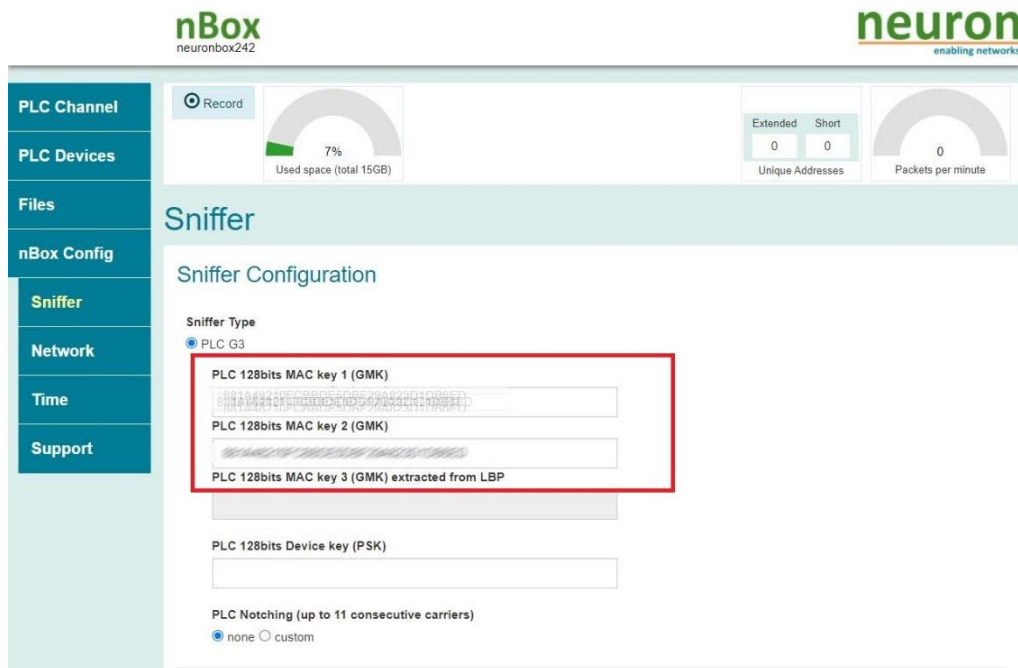 nBox
neuronbox242
neuron
enabling networks
PLC Channel
PLC Devices
Files
nBox Config
Sniffer
Network
Time
Support
Record
7%
Used space (total 15GB)
Extended Short
0 0
Unique Addresses
0
Packets per minute
Sniffer
Sniffer Configuration
Sniffer Type
PLC G3
PLC 128bits MAC key 1 (GMK)
PLC 128bits MAC key 2 (GMK)
PLC 128bits MAC key 3 (GMK) extracted from LBP
PLC 128bits Device key (PSK)
PLC Notching (up to 11 consecutive carriers)
none custom